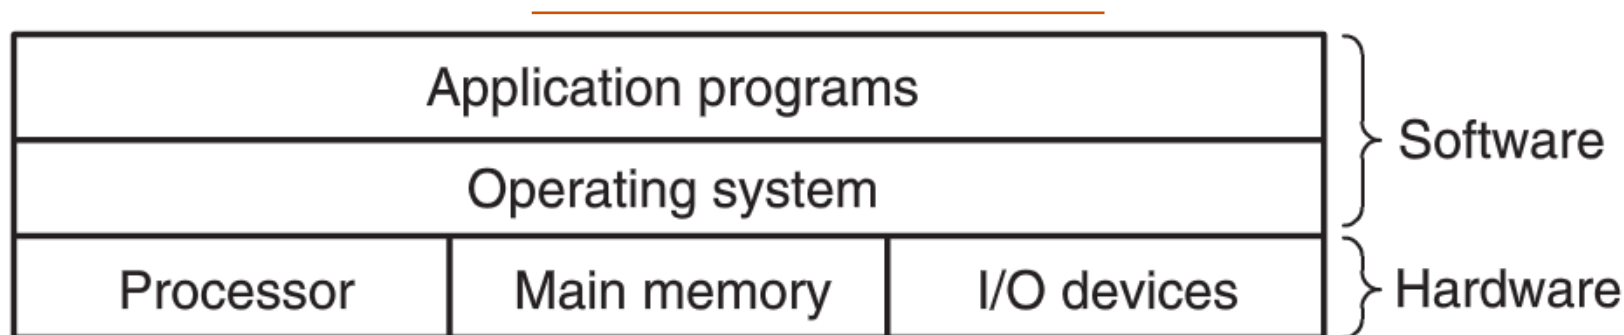 Application programs
Software
Operating system
Processor Main memory I/O devices Hardware